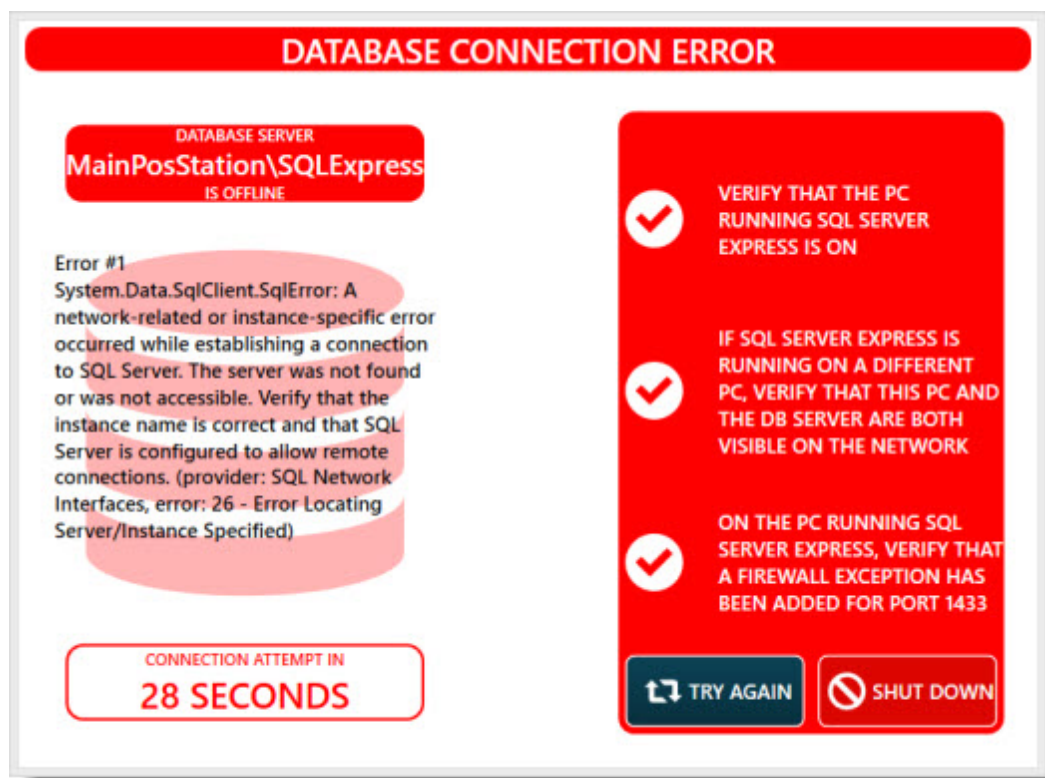 DATABASE CONNECTION ERROR
DATABASE SERVER
MainPosStation\SQLExpress
IS OFFLINE
Error #1
System.Data.SqlClient.SqlError: A
network-related or instance-specific error
occurred while establishing a connection
to SQL Server. The server was not found
or was not accessible. Verify that the
instance name is correct and that SQL
Server is configured to allow remote
connections. (provider: SQL Network
Interfaces, error: 26 - Error Locating
Server/Instance Specified)
CONNECTION ATTEMPT IN
28 SECONDS
VERIFY THAT THE PC
RUNNING SQL SERVER
EXPRESS IS ON
IF SQL SERVER EXPRESS IS
RUNNING ON A DIFFERENT
PC, VERIFY THAT THIS PC AND
THE DB SERVER ARE BOTH
VISIBLE ON THE NETWORK
ON THE PC RUNNING SQL
SERVER EXPRESS, VERIFY THAT
A FIREWALL EXCEPTION HAS
BEEN ADDED FOR PORT 1433
TRY AGAIN
SHUT DOWN